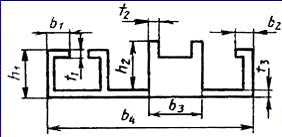 b₁
t₂
b₂
h₁
t₁
h₂
t₃
b₃
b₄